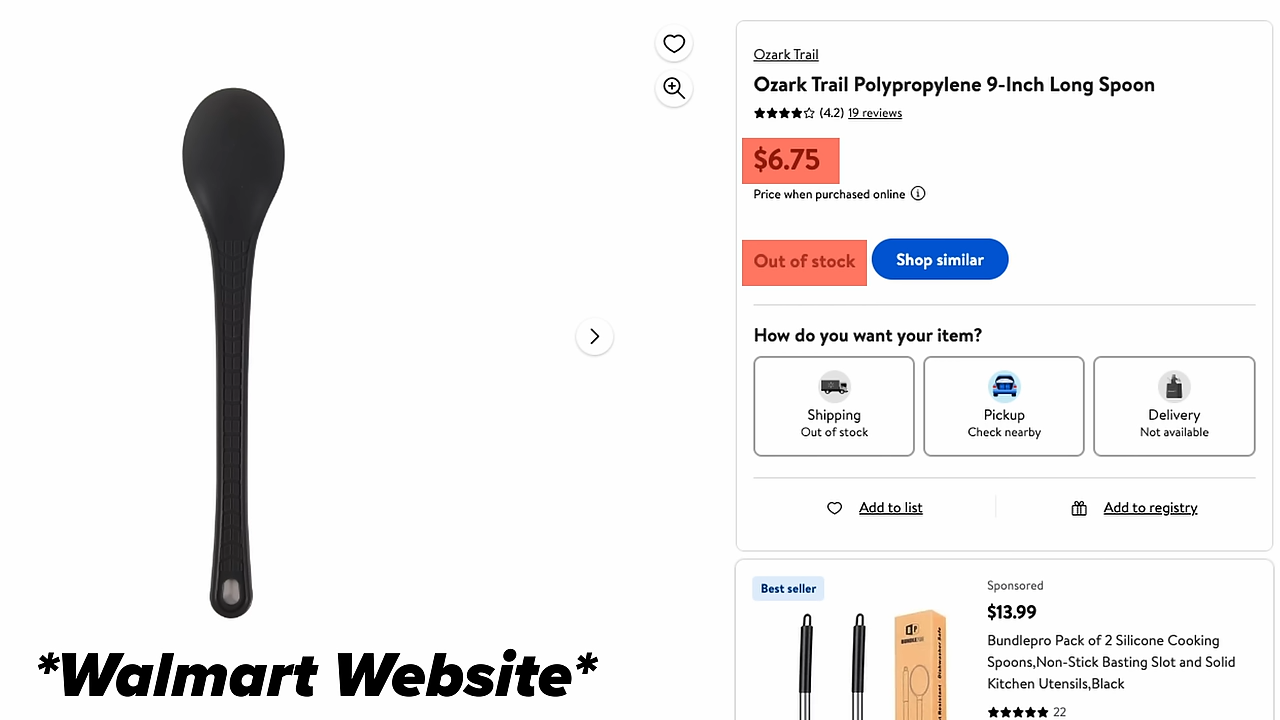 Ozark Trail
Ozark Trail Polypropylene 9-Inch Long Spoon
(4.2) 19 reviews
$6.75
Price when purchased online
Out of stock
Shop similar
How do you want your item?
Shipping
Out of stock
Pickup
Check nearby
Delivery
Not available
Add to list
Add to registry
Best seller
Sponsored
$13.99
Bundlepro Pack of 2 Silicone Cooking
Spoons,Non-Stick Basting Slot and Solid
Kitchen Utensils,Black
22
*Walmart Website*